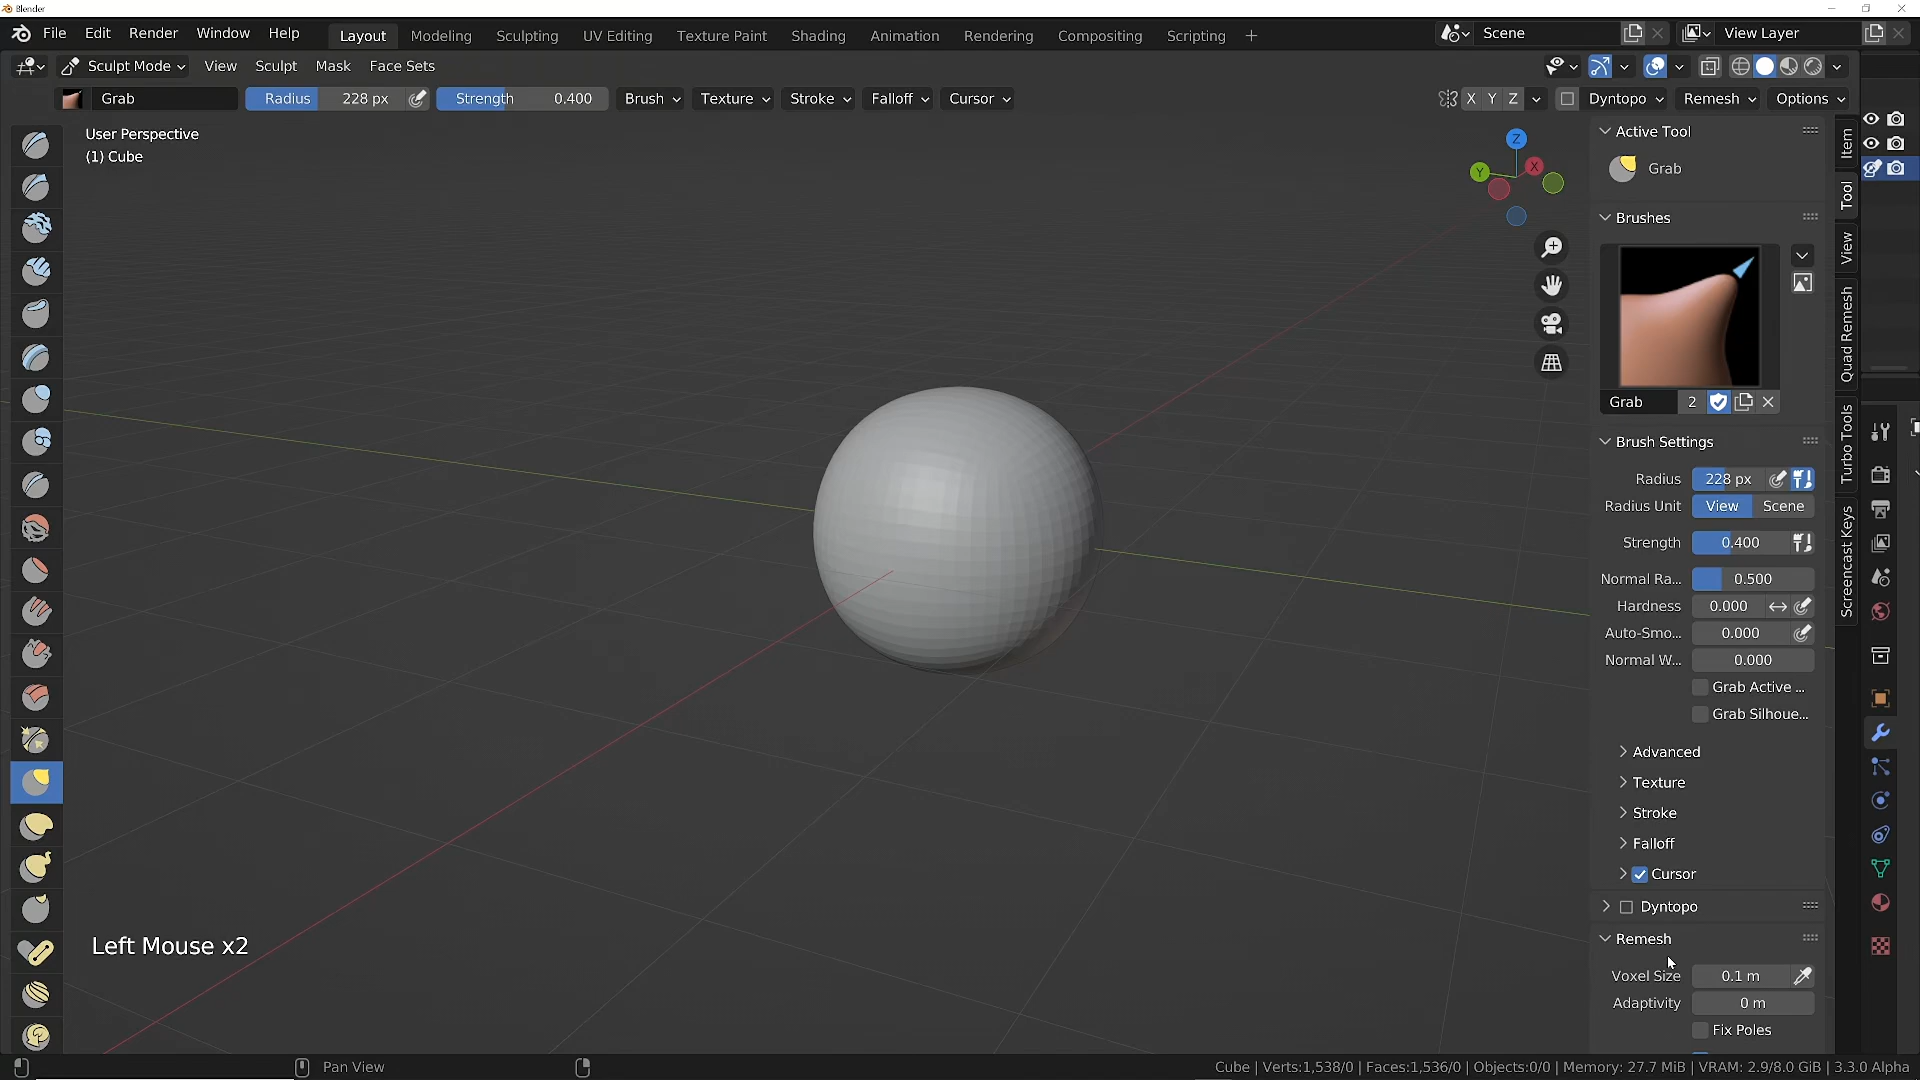 Blender
File Edit Render Window Help Layout Modeling Sculpting UV Editing Texture Paint Shading Animation Rendering Compositing Scripting + Scene View Layer
Sculpt Mode View Sculpt Mask Face Sets
Grab Radius 228 px Strength 0.400 Brush Texture Stroke Falloff Cursor X Y Z Dyntopo Remesh Options
User Perspective
(1) Cube
Z
Y
X
Active Tool
Grab
Brushes
Grab 2
Brush Settings
Radius 228 px
Radius Unit View Scene
Strength 0.400
Normal Ra... 0.500
Hardness 0.000
Auto-Smo... 0.000
Normal W... 0.000
Grab Active ...
Grab Silhoue...
Advanced
Texture
Stroke
Falloff
Cursor
Dyntopo
Remesh
Voxel Size 0.1 m
Adaptivity 0 m
Fix Poles
Item
Tool
View
Quad Remesh
Turbo Tools
Screencast Keys
Left Mouse x2
Pan View
Cube | Verts:1,538/0 | Faces:1,536/0 | Objects:0/0 | Memory: 27.7 MiB | VRAM: 2.9/8.0 GiB | 3.3.0 Alpha